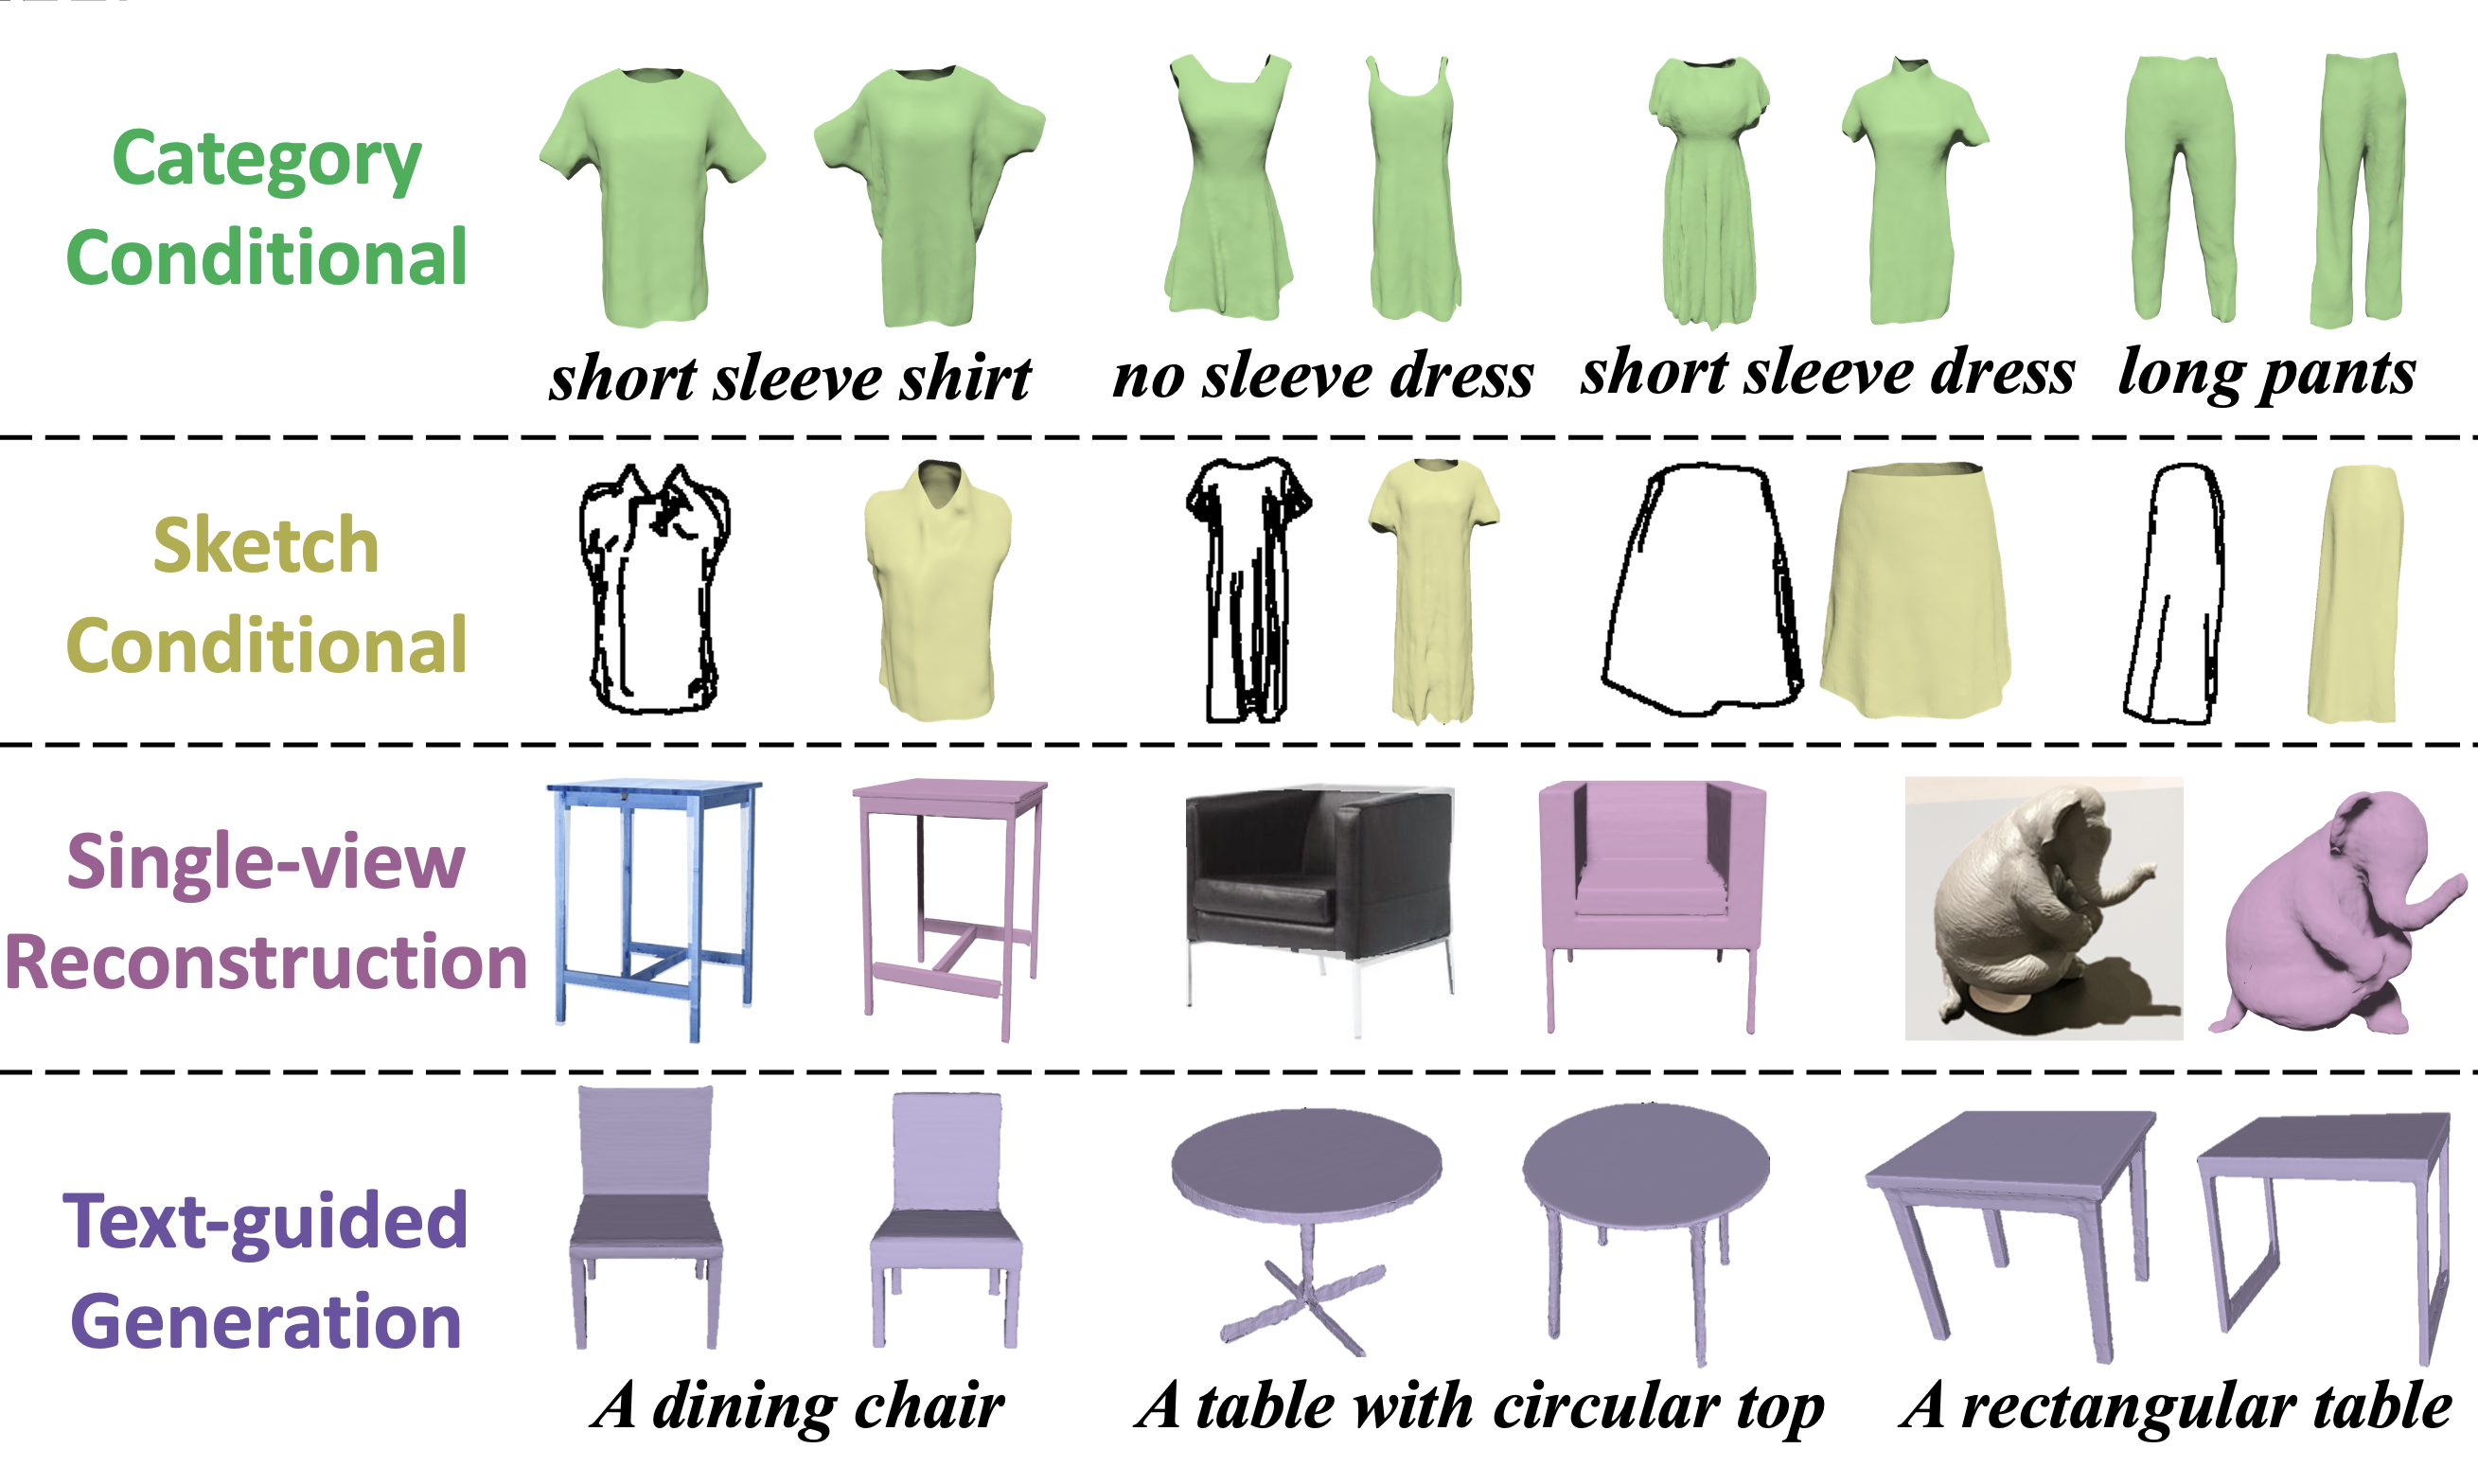 Category
Conditional
short sleeve shirt
no sleeve dress
short sleeve dress
long pants
Sketch
Conditional
Single-view
Reconstruction
Text-guided
Generation
A dining chair
A table with circular top
A rectangular table